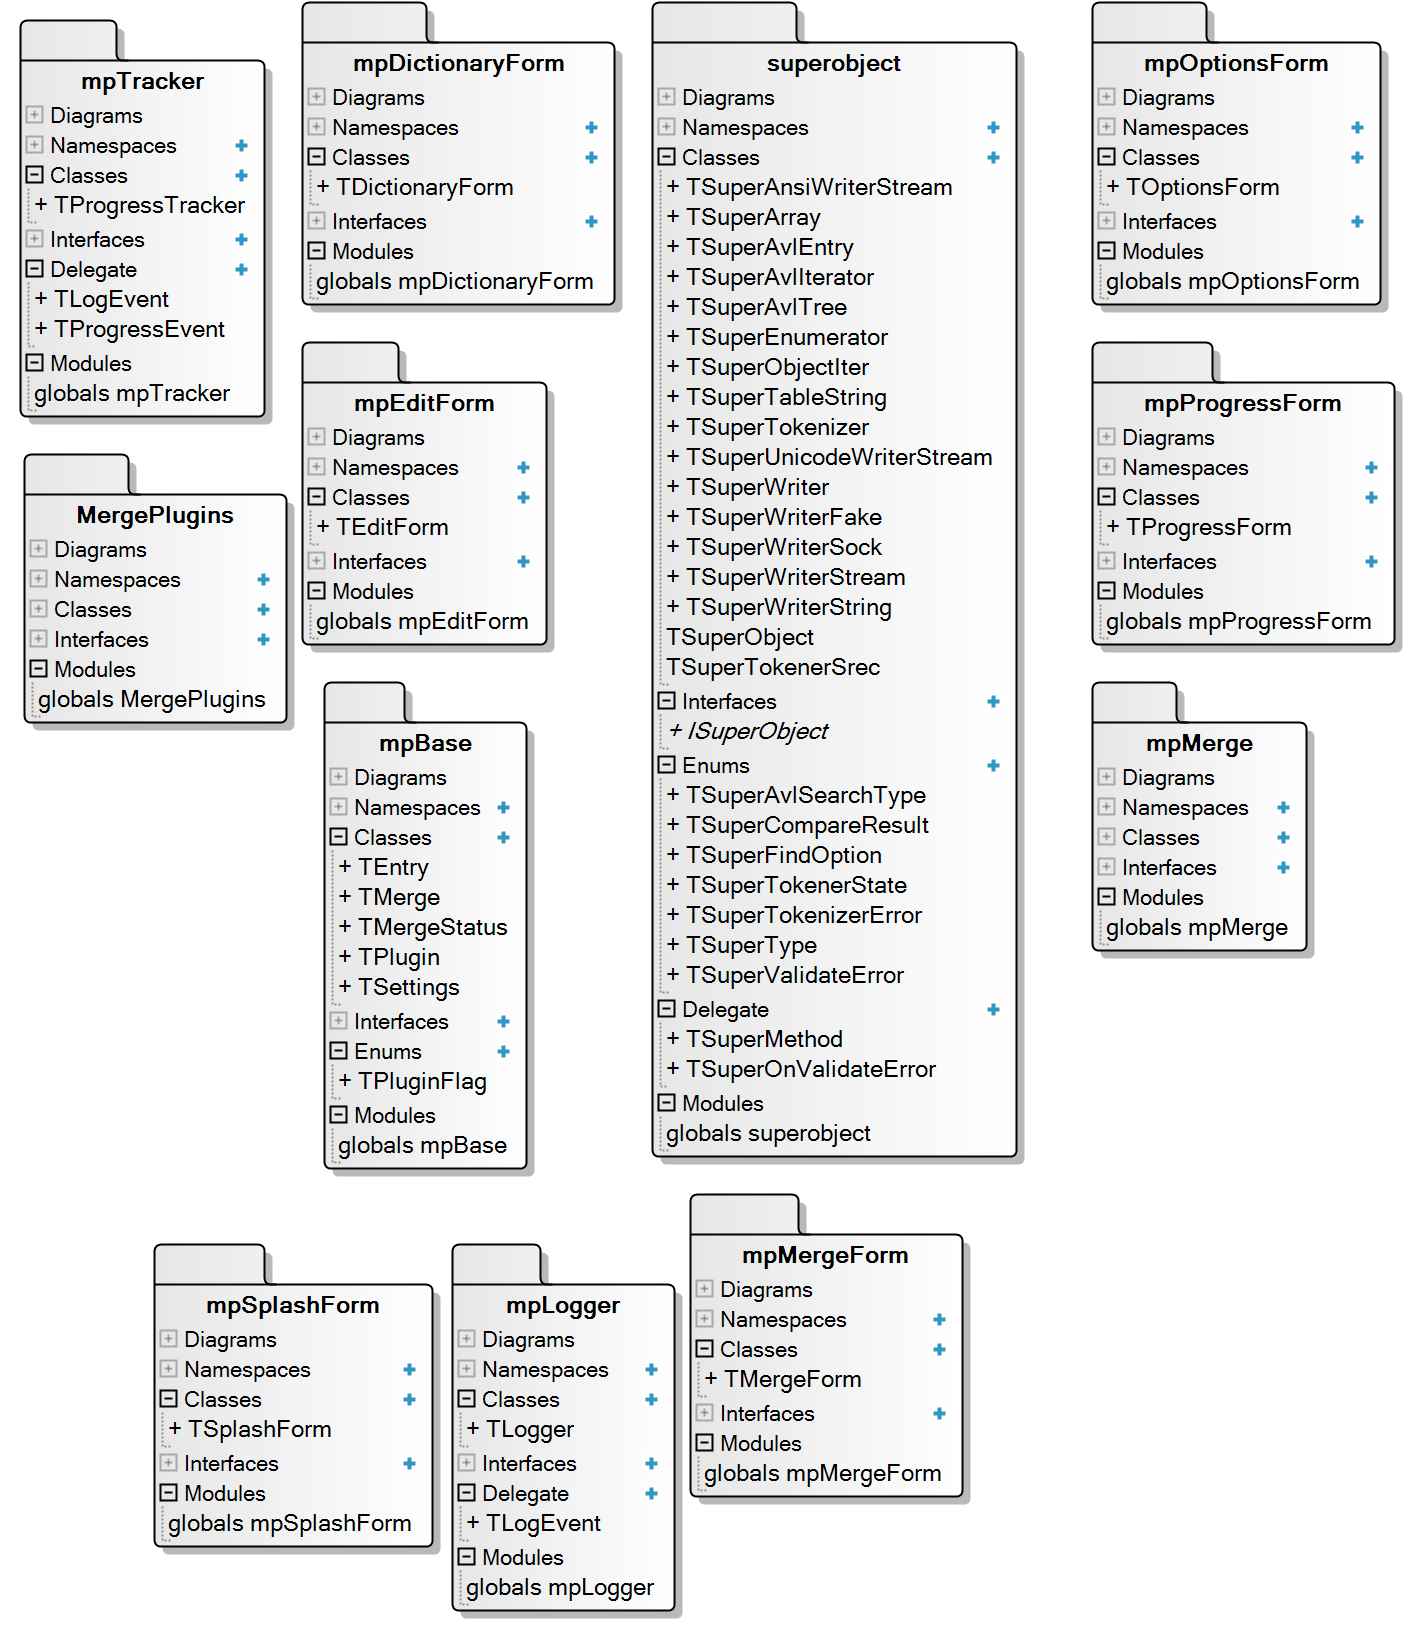 mpTracker
Diagrams
Namespaces
Classes
+ TProgressTracker
Interfaces
Delegate
+ TLogEvent
+ TProgressEvent
Modules
globals mpTracker
mpDictionaryForm
Diagrams
Namespaces
Classes
+ TDictionaryForm
Interfaces
Modules
globals mpDictionaryForm
superobject
Diagrams
Namespaces
Classes
+ TSuperAnsiWriterStream
+ TSuperArray
+ TSuperAvlEntry
+ TSuperAvlIterator
+ TSuperAvlTree
+ TSuperEnumerator
+ TSuperObjectIter
+ TSuperTableString
+ TSuperTokenizer
+ TSuperUnicodeWriterStream
+ TSuperWriter
+ TSuperWriterFake
+ TSuperWriterSock
+ TSuperWriterStream
+ TSuperWriterString
TSuperObject
TSuperTokenerSrec
Interfaces
+ ISuperObject
Enums
+ TSuperAvlSearchType
+ TSuperCompareResult
+ TSuperFindOption
+ TSuperTokenerState
+ TSuperTokenizerError
+ TSuperType
+ TSuperValidateError
Delegate
+ TSuperMethod
+ TSuperOnValidateError
Modules
globals superobject
mpOptionsForm
Diagrams
Namespaces
Classes
+ TOptionsForm
Interfaces
Modules
globals mpOptionsForm
mpEditForm
Diagrams
Namespaces
Classes
+ TEditForm
Interfaces
Modules
globals mpEditForm
mpProgressForm
Diagrams
Namespaces
Classes
+ TProgressForm
Interfaces
Modules
globals mpProgressForm
MergePlugins
Diagrams
Namespaces
Classes
Interfaces
Modules
globals MergePlugins
mpBase
Diagrams
Namespaces
Classes
+ TEntry
+ TMerge
+ TMergeStatus
+ TPlugin
+ TSettings
Interfaces
Enums
+ TPluginFlag
Modules
globals mpBase
mpMerge
Diagrams
Namespaces
Classes
Interfaces
Modules
globals mpMerge
mpSplashForm
Diagrams
Namespaces
Classes
+ TSplashForm
Interfaces
Modules
globals mpSplashForm
mpLogger
Diagrams
Namespaces
Classes
+ TLogger
Interfaces
Delegate
+ TLogEvent
Modules
globals mpLogger
mpMergeForm
Diagrams
Namespaces
Classes
+ TMergeForm
Interfaces
Modules
globals mpMergeForm